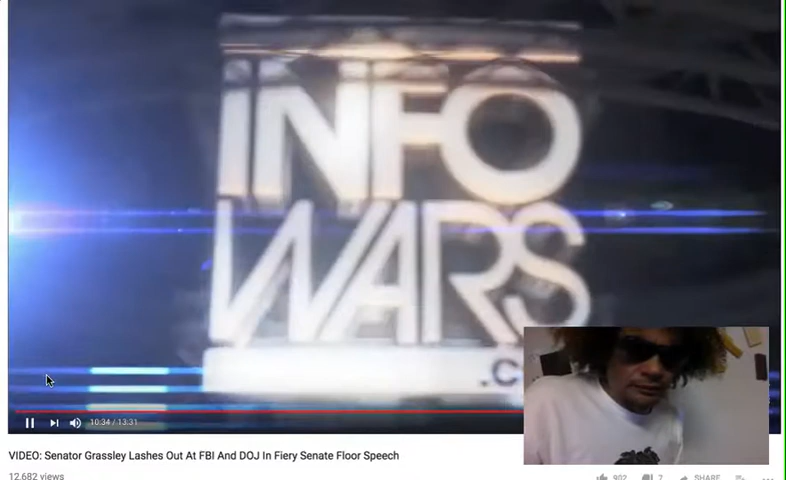 INFO
WARS
.C
10:34 / 13:31
VIDEO: Senator Grassley Lashes Out At FBI And DOJ In Fiery Senate Floor Speech
12,682 views
902
7
SHARE